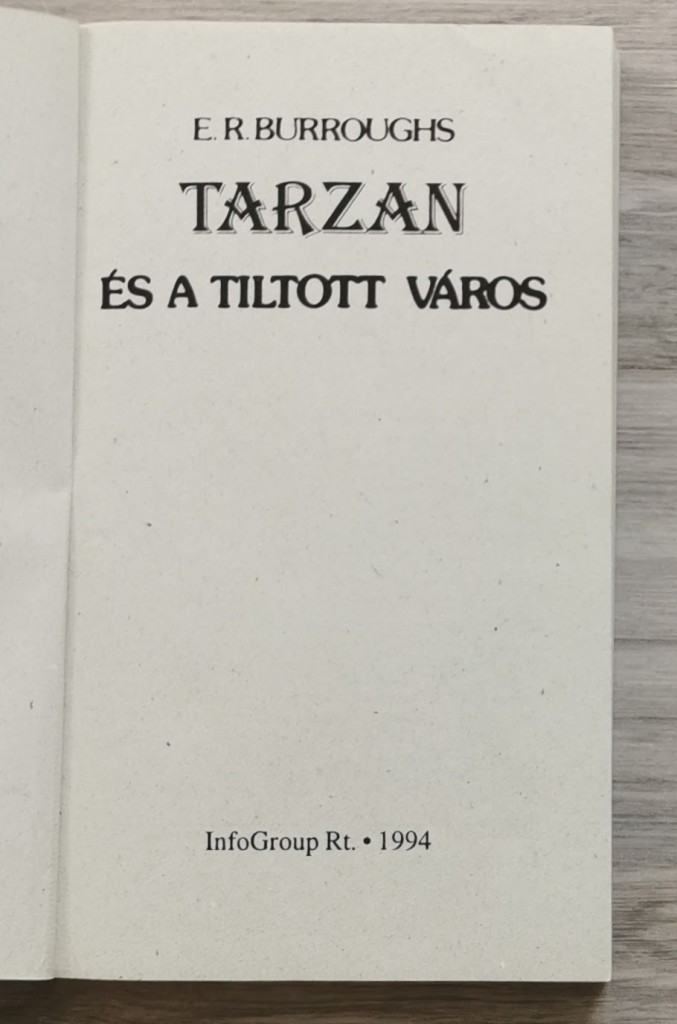 E. R. BURROUGHS
TARZAN
ÉS A TILTOTT VÁROS
InfoGroup Rt. • 1994